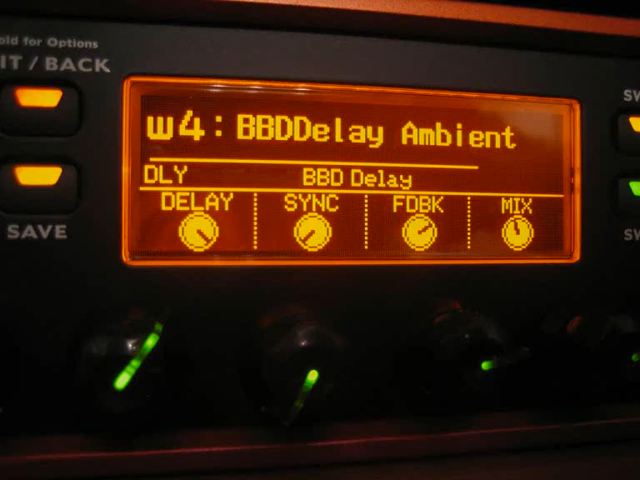 old for Options
IT / BACK
SW
w4: BBDDelay Ambient
DLY BBD Delay
DELAY SYNC FDBK MIX
SAVE
SW